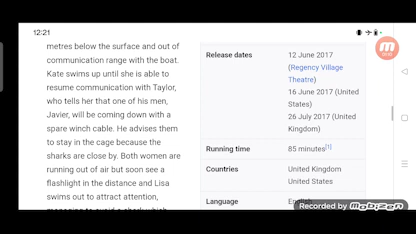 12:21
metres below the surface and out of
communication range with the boat.
Kate swims up until she is able to
resume communication with Taylor,
who tells her that one of his men,
Javier, will be coming down with a
spare winch cable. He advises them
to stay in the cage because the
sharks are close by. Both women are
running out of air but soon see a
flashlight in the distance and Lisa
swims out to attract attention,
Release dates
12 June 2017
(Regency Village
Theatre)
16 June 2017 (United
States)
26 July 2017 (United
Kingdom)
Running time
85 minutes[1]
Countries
United Kingdom
United States
Language
English
Recorded by Mobizen